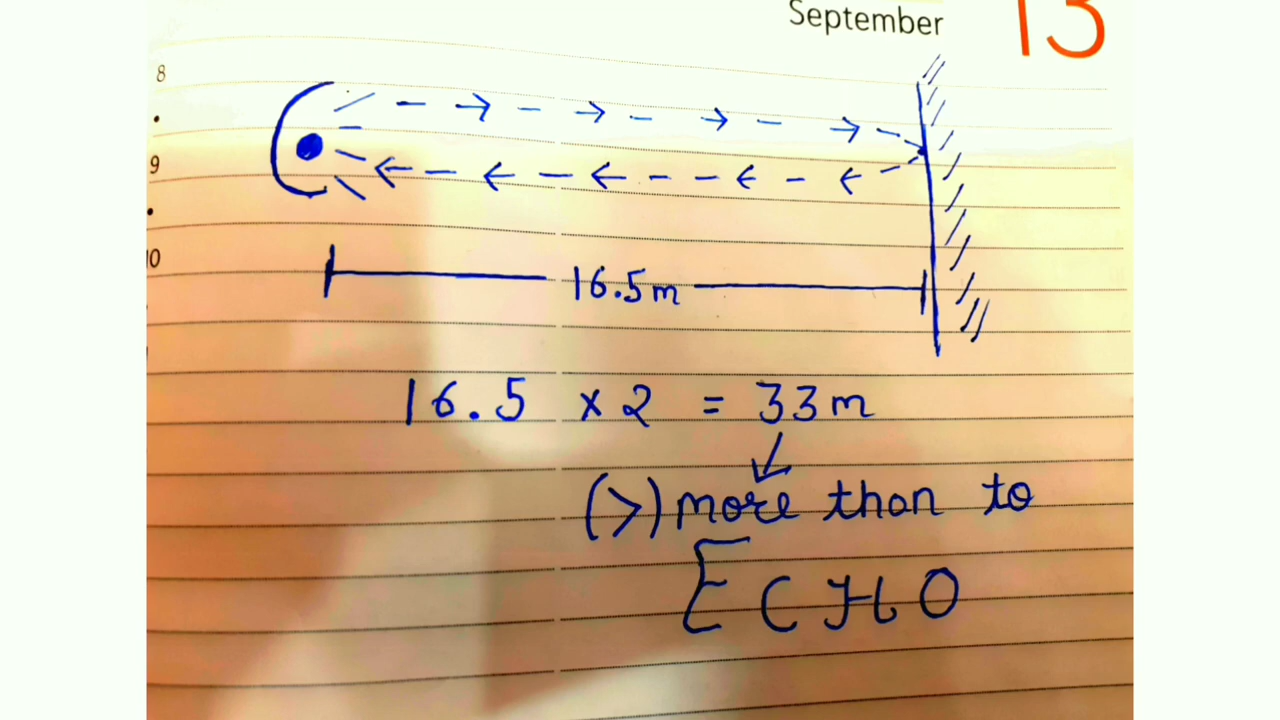 September 13
8
9
10
16.5m
16.5 x 2 = 33m
(>) more than to
ECHO